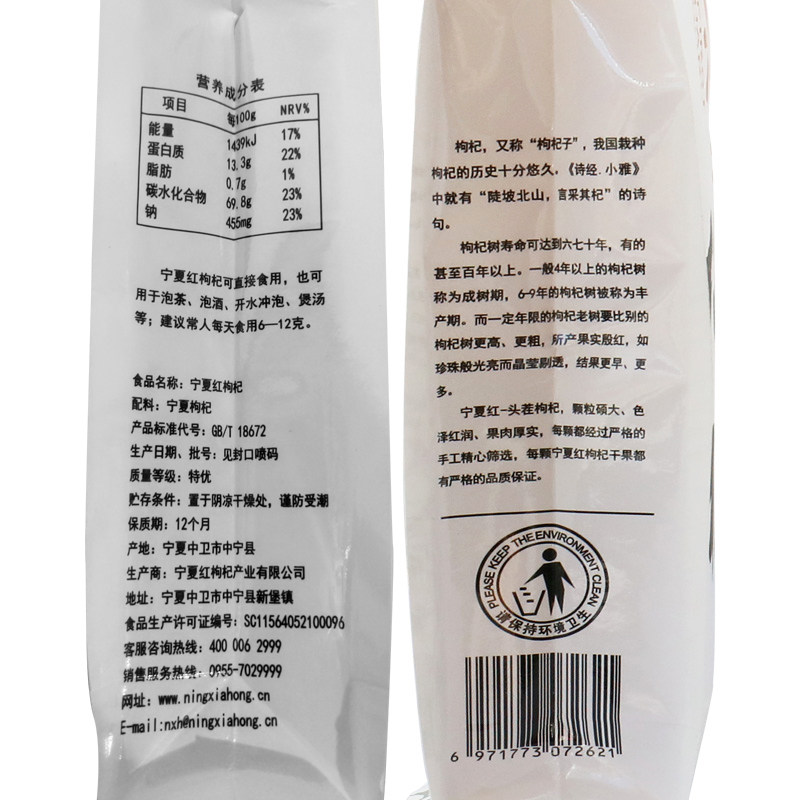 营养成分表
项目 每100g NRV%
能量 1439kJ 17%
蛋白质 13.3g 22%
脂肪 0.7g 1%
碳水化合物 69.8g 23%
钠 455mg 23%
宁夏红枸杞可直接食用，也可
用于泡茶、泡酒、开水冲泡、煲汤
等；建议常人每天食用6—12克。
食品名称：宁夏红枸杞
配料：宁夏枸杞
产品标准代号：GB/T 18672
生产日期、批号：见封口喷码
质量等级：特优
贮存条件：置于阴凉干燥处，谨防受潮
保质期：12个月
产地：宁夏中卫市中宁县
生产商：宁夏红枸杞产业有限公司
地址：宁夏中卫市中宁县新堡镇
食品生产许可证编号：SC11564052100096
客服咨询热线：400 006 2999
销售服务热线：0955-7029999
网址：www.ningxiahong.cn
E-mail:nxh@ningxiahong.cn
枸杞，又称“枸杞子”，我国栽种
枸杞的历史十分悠久，《诗经.小雅》
中就有“陡坡北山，言采其杞”的诗
句。
枸杞树寿命可达到六七十年，有的
甚至百年以上。一般4年以上的枸杞树
称为成树期，6-9年的枸杞树被称为丰
产期。而一定年限的枸杞老树要比别的
枸杞树更高、更粗，所产果实殷红，如
珍珠般光亮而晶莹剔透，结果更早、更
多。
宁夏红-头茬枸杞，颗粒硕大、色
泽红润、果肉厚实，每颗都经过严格的
手工精心筛选，每颗宁夏红枸杞干果都
有严格的品质保证。
PLEASE KEEP THE ENVIRONMENT CLEAN
请保持环境卫生
6 971773 072621